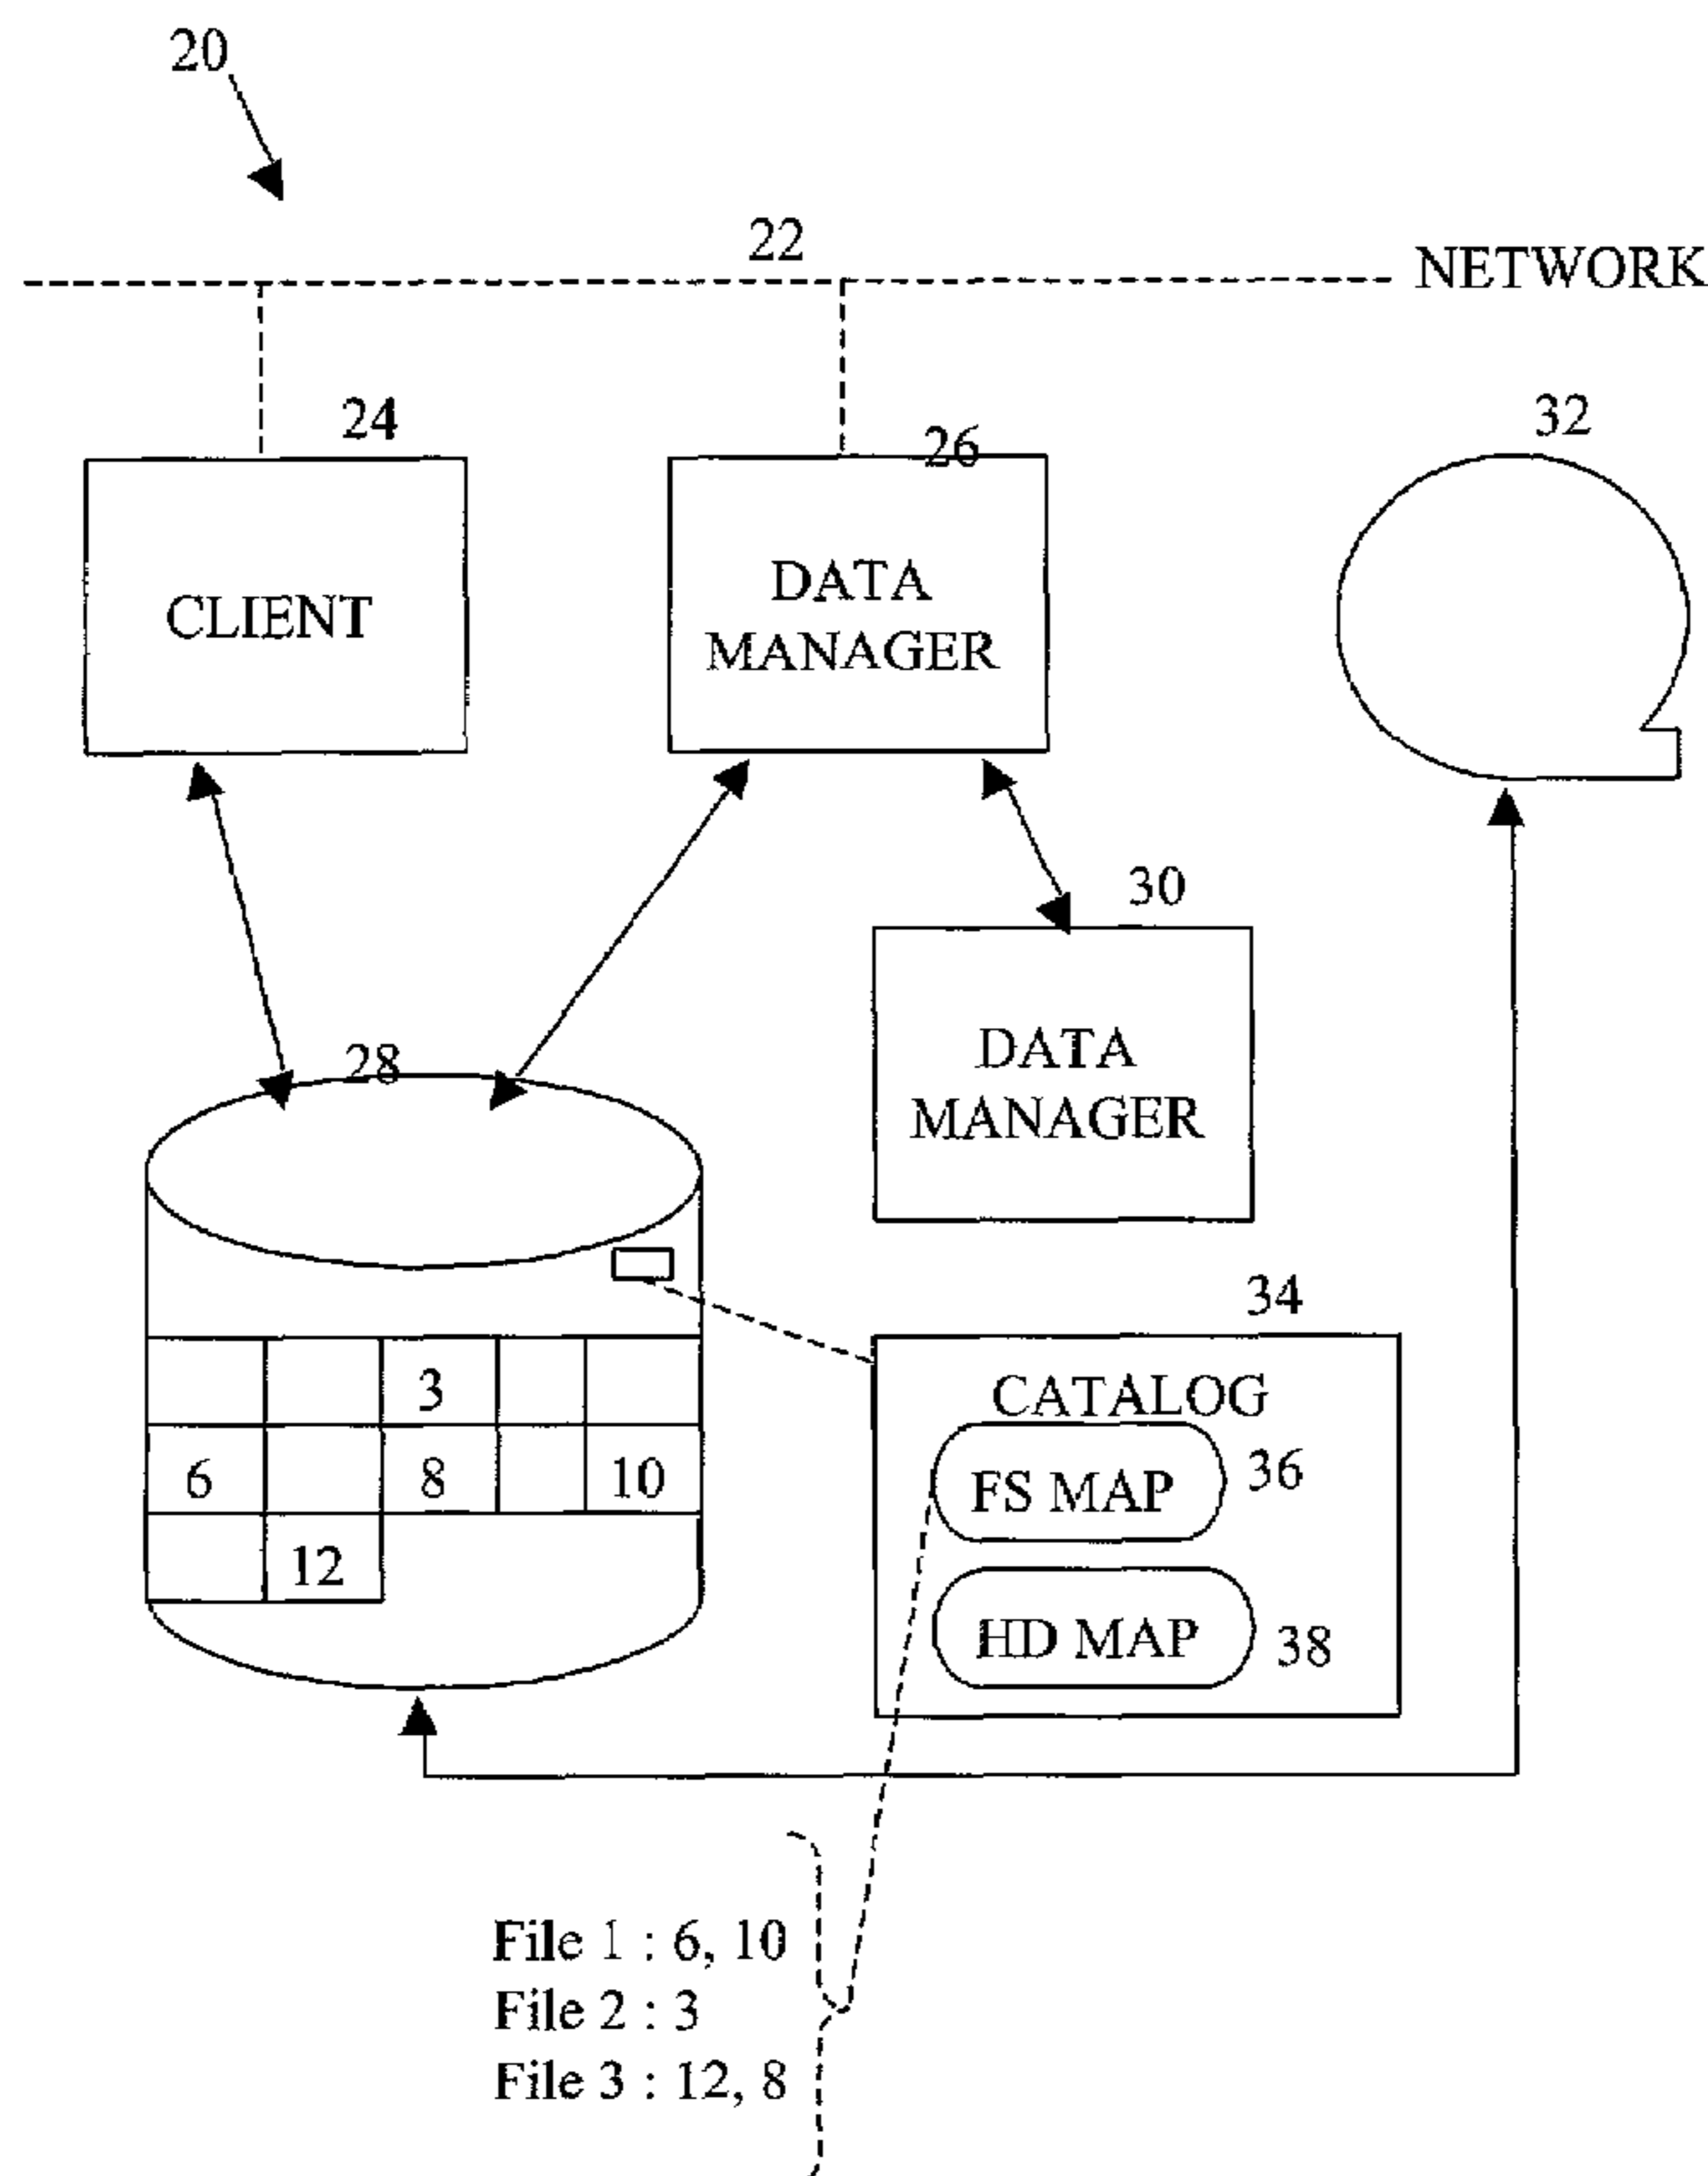 20
22
NETWORK
24
26
32
CLIENT
DATA
MANAGER
30
28
DATA
MANAGER
34
CATALOG
3
6 8 10
12
FS MAP 36
HD MAP 38
File 1 : 6, 10
File 2 : 3
File 3 : 12, 8